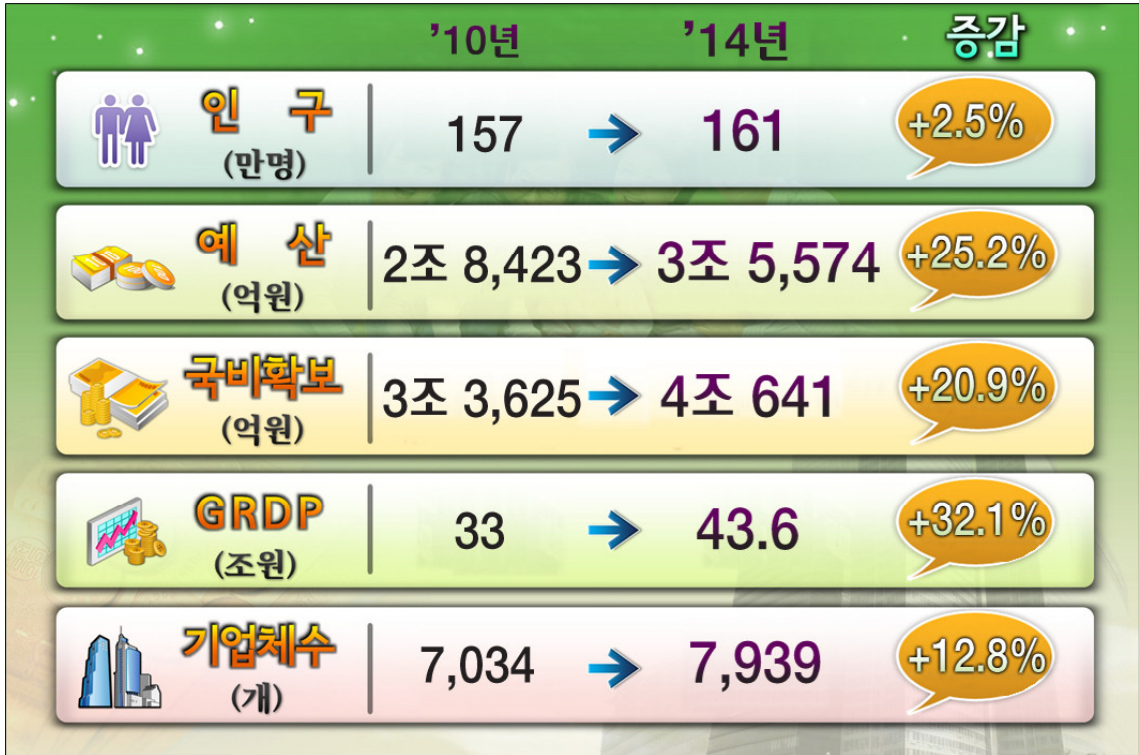 ’10년 ’14년 증감
인 구 157 161 +2.5%
(만명)
예 산 2조 8,423 3조 5,574 +25.2%
(억원)
국비확보 3조 3,625 4조 641 +20.9%
(억원)
GRDP 33 43.6 +32.1%
(조원)
기업체수 7,034 7,939 +12.8%
(개)